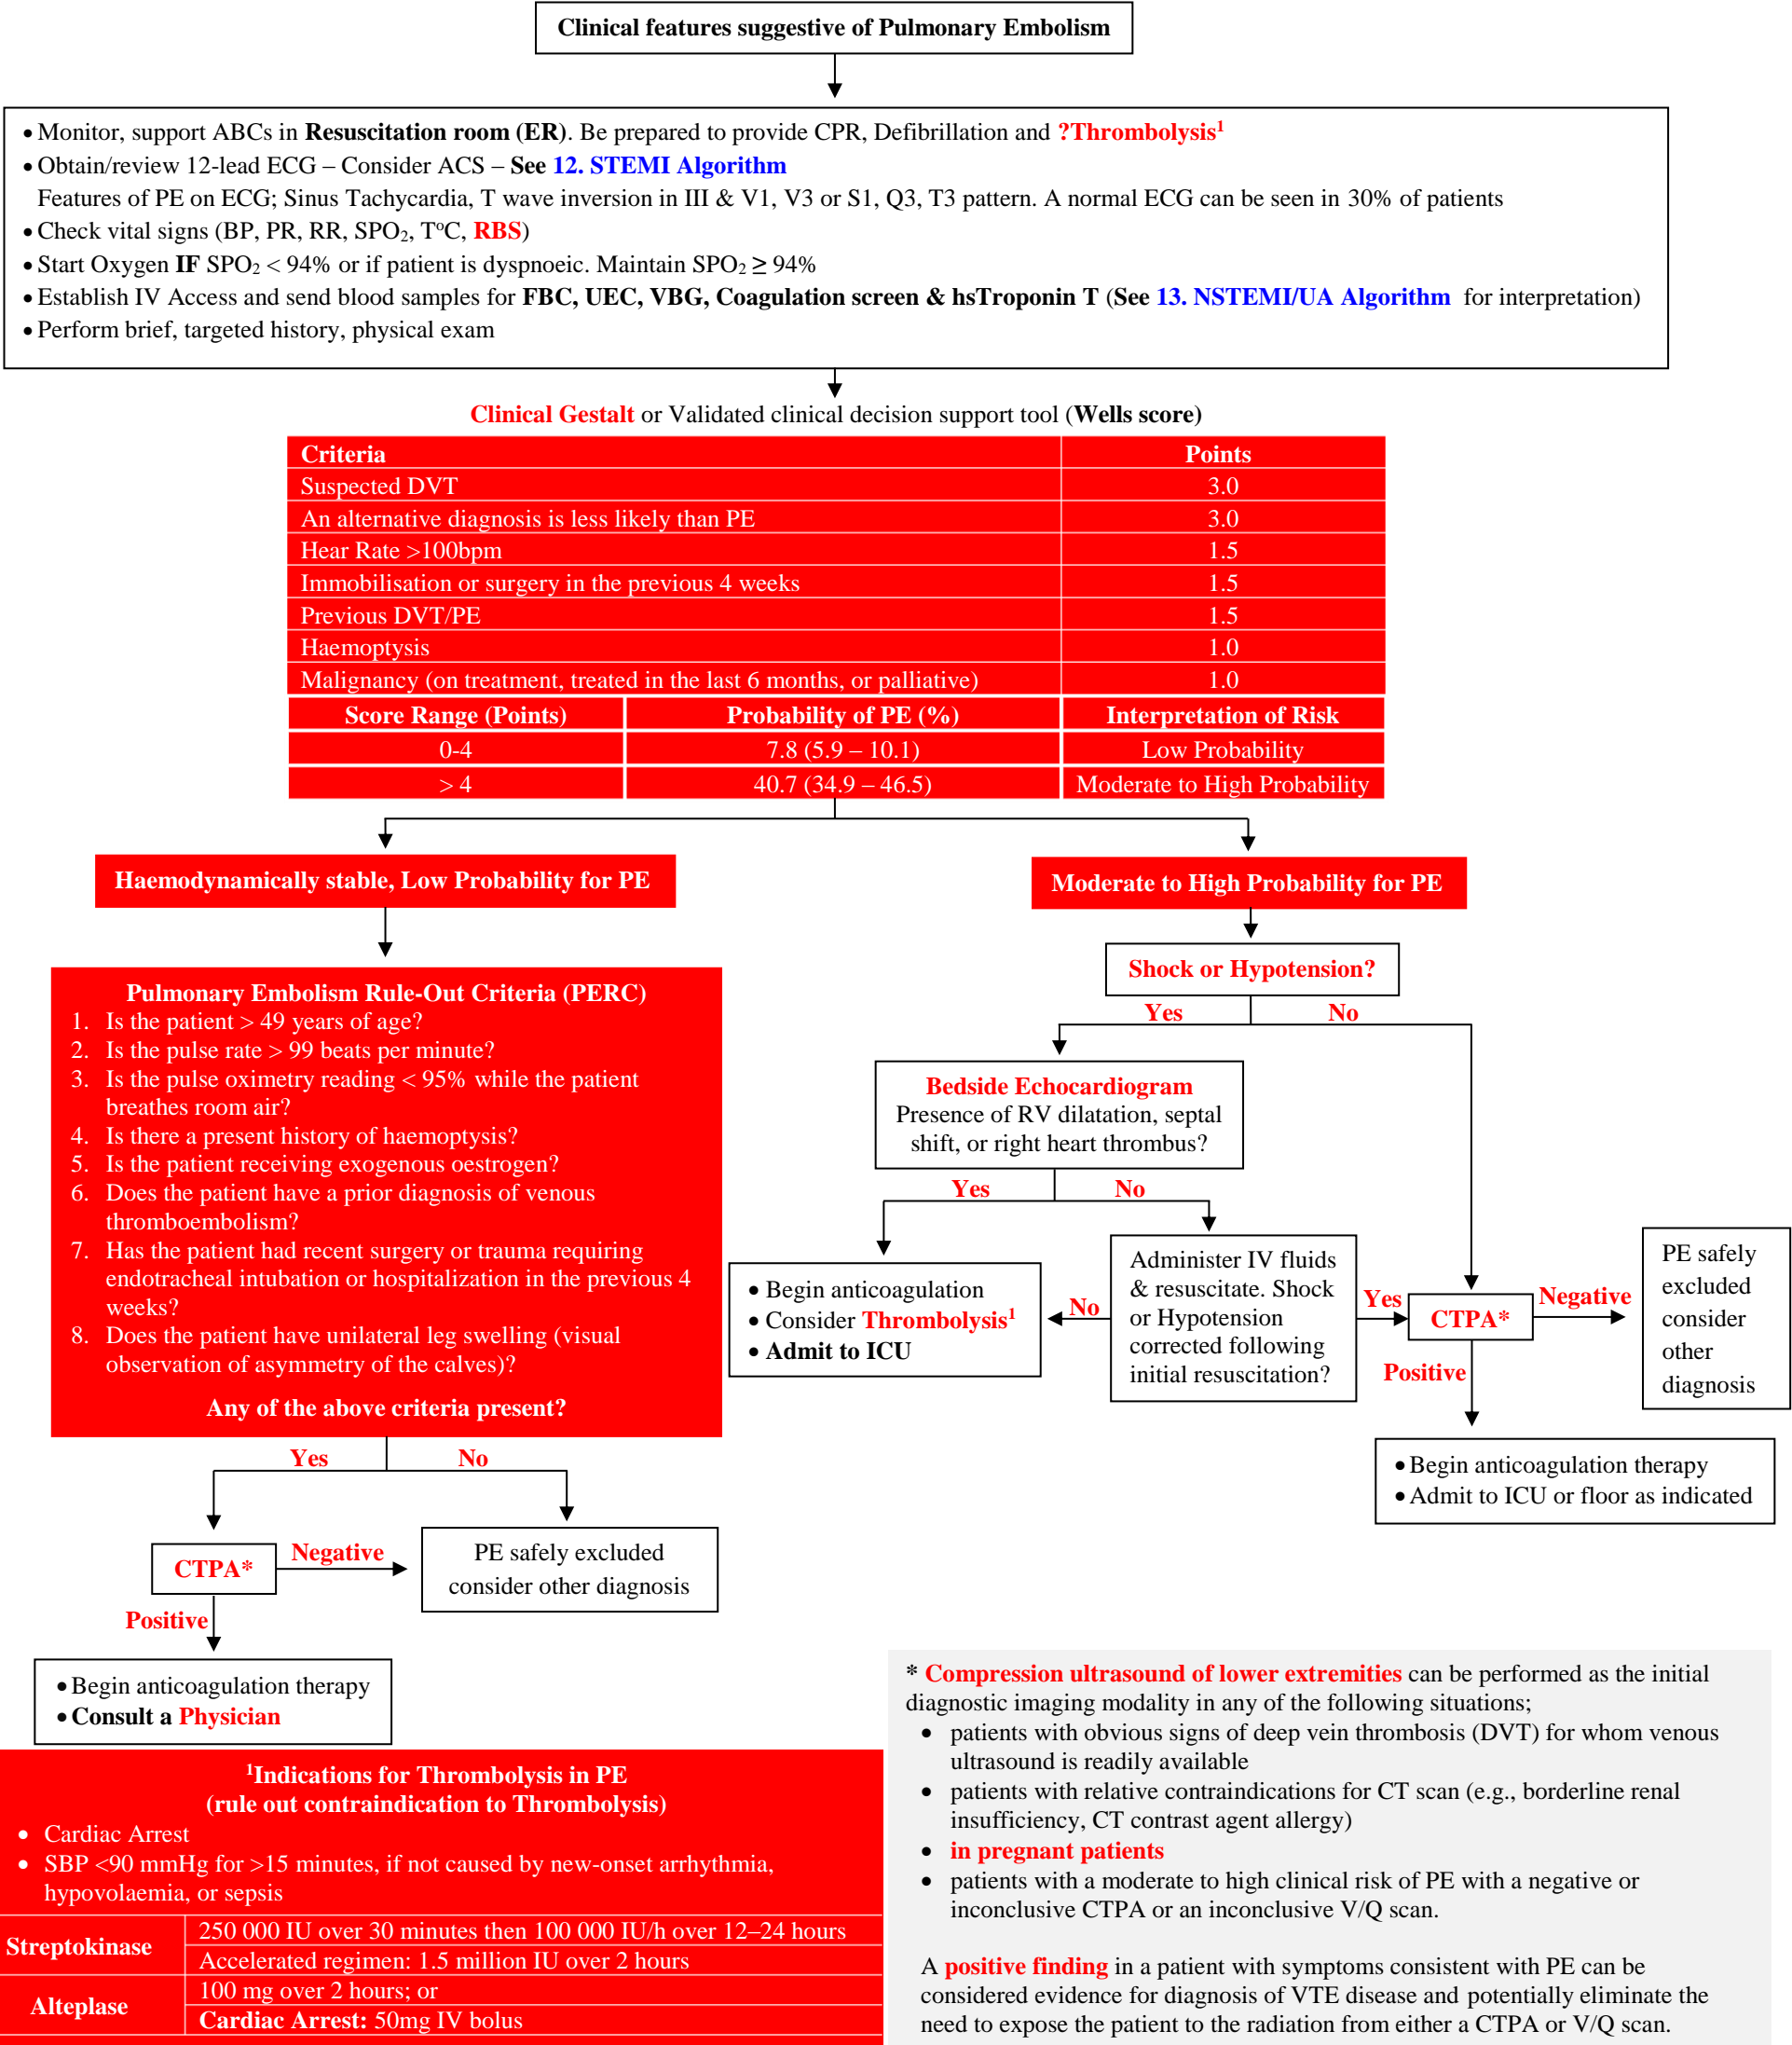 Clinical features suggestive of Pulmonary Embolism
• Monitor, support ABCs in Resuscitation room (ER). Be prepared to provide CPR, Defibrillation and ?Thrombolysis¹
• Obtain/review 12-lead ECG – Consider ACS – See 12. STEMI Algorithm
Features of PE on ECG; Sinus Tachycardia, T wave inversion in III & V1, V3 or S1, Q3, T3 pattern. A normal ECG can be seen in 30% of patients
• Check vital signs (BP, PR, RR, SPO₂, T°C, RBS)
• Start Oxygen IF SPO₂ < 94% or if patient is dyspnoeic. Maintain SPO₂ ≥ 94%
• Establish IV Access and send blood samples for FBC, UEC, VBG, Coagulation screen & hsTroponin T (See 13. NSTEMI/UA Algorithm for interpretation)
• Perform brief, targeted history, physical exam
Clinical Gestalt or Validated clinical decision support tool (Wells score)
Criteria Points
Suspected DVT 3.0
An alternative diagnosis is less likely than PE 3.0
Hear Rate >100bpm 1.5
Immobilisation or surgery in the previous 4 weeks 1.5
Previous DVT/PE 1.5
Haemoptysis 1.0
Malignancy (on treatment, treated in the last 6 months, or palliative) 1.0
Score Range (Points) Probability of PE (%) Interpretation of Risk
0-4 7.8 (5.9 – 10.1) Low Probability
> 4 40.7 (34.9 – 46.5) Moderate to High Probability
Haemodynamically stable, Low Probability for PE
Pulmonary Embolism Rule-Out Criteria (PERC)
1. Is the patient > 49 years of age?
2. Is the pulse rate > 99 beats per minute?
3. Is the pulse oximetry reading < 95% while the patient
breathes room air?
4. Is there a present history of haemoptysis?
5. Is the patient receiving exogenous oestrogen?
6. Does the patient have a prior diagnosis of venous
thromboembolism?
7. Has the patient had recent surgery or trauma requiring
endotracheal intubation or hospitalization in the previous 4
weeks?
8. Does the patient have unilateral leg swelling (visual
observation of asymmetry of the calves)?
Any of the above criteria present?
Yes
No
CTPA*
Negative
PE safely excluded
consider other diagnosis
Positive
• Begin anticoagulation therapy
• Consult a Physician
Moderate to High Probability for PE
Shock or Hypotension?
Yes
No
Bedside Echocardiogram
Presence of RV dilatation, septal
shift, or right heart thrombus?
Yes
No
• Begin anticoagulation
• Consider Thrombolysis¹
• Admit to ICU
No
Administer IV fluids
& resuscitate. Shock
or Hypotension
corrected following
initial resuscitation?
Yes
CTPA*
Negative
PE safely
excluded
consider
other
diagnosis
Positive
• Begin anticoagulation therapy
• Admit to ICU or floor as indicated
¹Indications for Thrombolysis in PE
(rule out contraindication to Thrombolysis)
• Cardiac Arrest
• SBP <90 mmHg for >15 minutes, if not caused by new-onset arrhythmia,
hypovolaemia, or sepsis
Streptokinase
250 000 IU over 30 minutes then 100 000 IU/h over 12–24 hours
Accelerated regimen: 1.5 million IU over 2 hours
Alteplase
100 mg over 2 hours; or
Cardiac Arrest: 50mg IV bolus
* Compression ultrasound of lower extremities can be performed as the initial
diagnostic imaging modality in any of the following situations;
• patients with obvious signs of deep vein thrombosis (DVT) for whom venous
ultrasound is readily available
• patients with relative contraindications for CT scan (e.g., borderline renal
insufficiency, CT contrast agent allergy)
• in pregnant patients
• patients with a moderate to high clinical risk of PE with a negative or
inconclusive CTPA or an inconclusive V/Q scan.
A positive finding in a patient with symptoms consistent with PE can be
considered evidence for diagnosis of VTE disease and potentially eliminate the
need to expose the patient to the radiation from either a CTPA or V/Q scan.